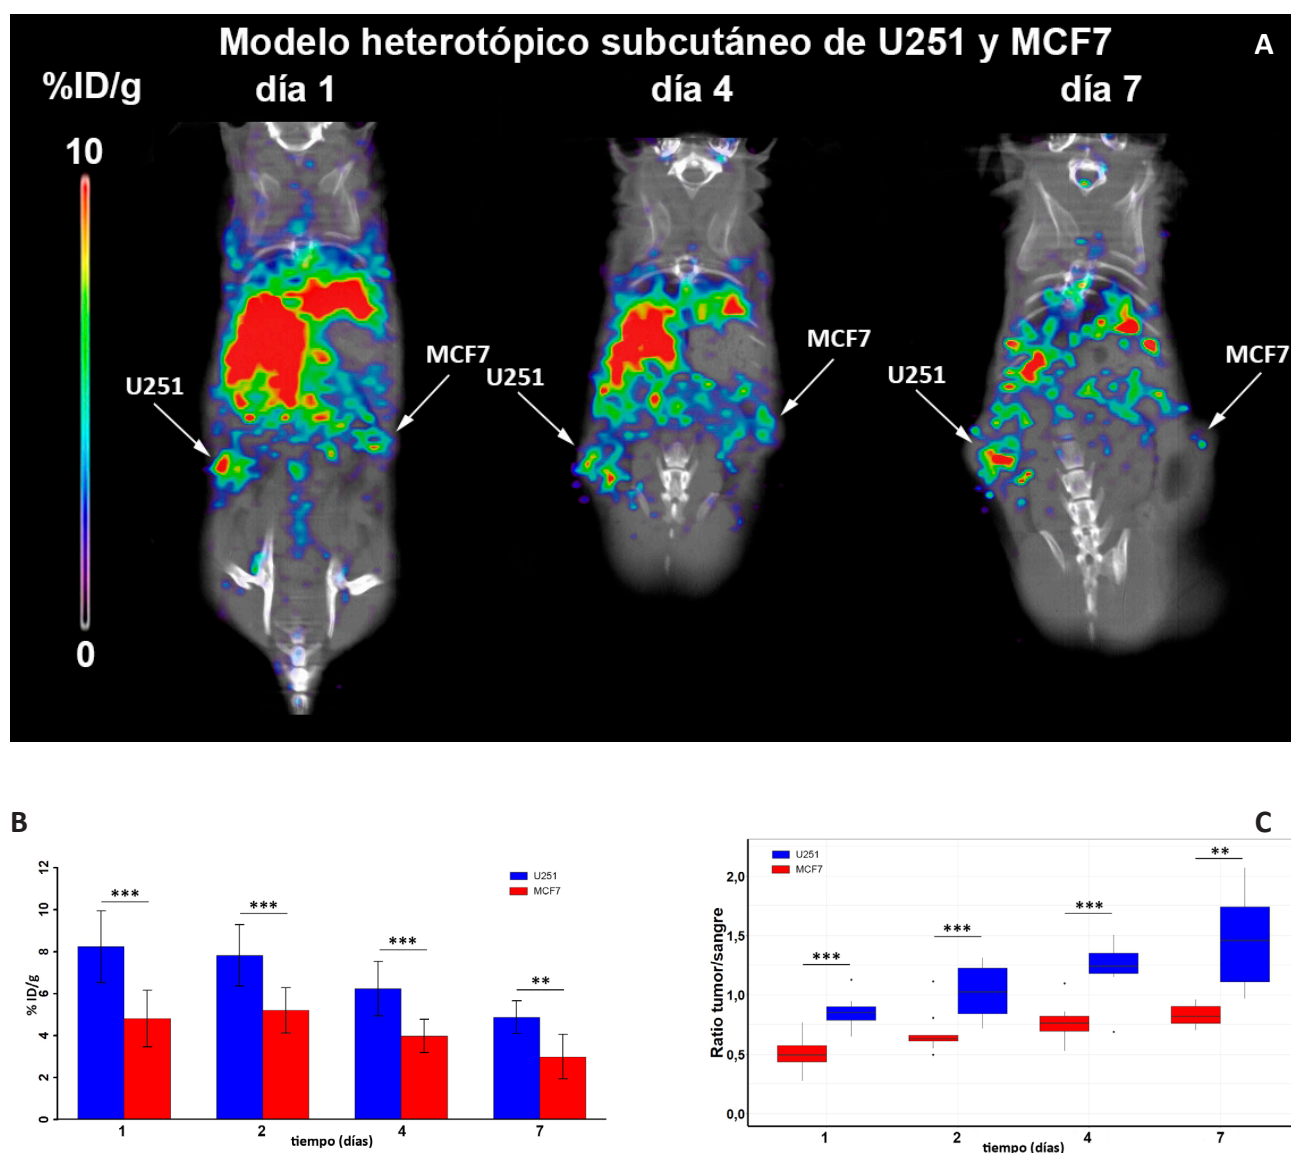 Modelo heterotópico subcutáneo de U251 y MCF7
A
%ID/g
día 1
día 4
día 7
10
0
U251
MCF7
U251
MCF7
U251
MCF7
B
% ID/g
12
10
8
6
4
2
0
***
***
***
**
U251
MCF7
1
2
4
7
tiempo (días)
C
Ratio tumor/sangre
2,0
1,5
1,0
0,5
0,0
U251
MCF7
***
***
***
**
1
2
4
7
tiempo (días)